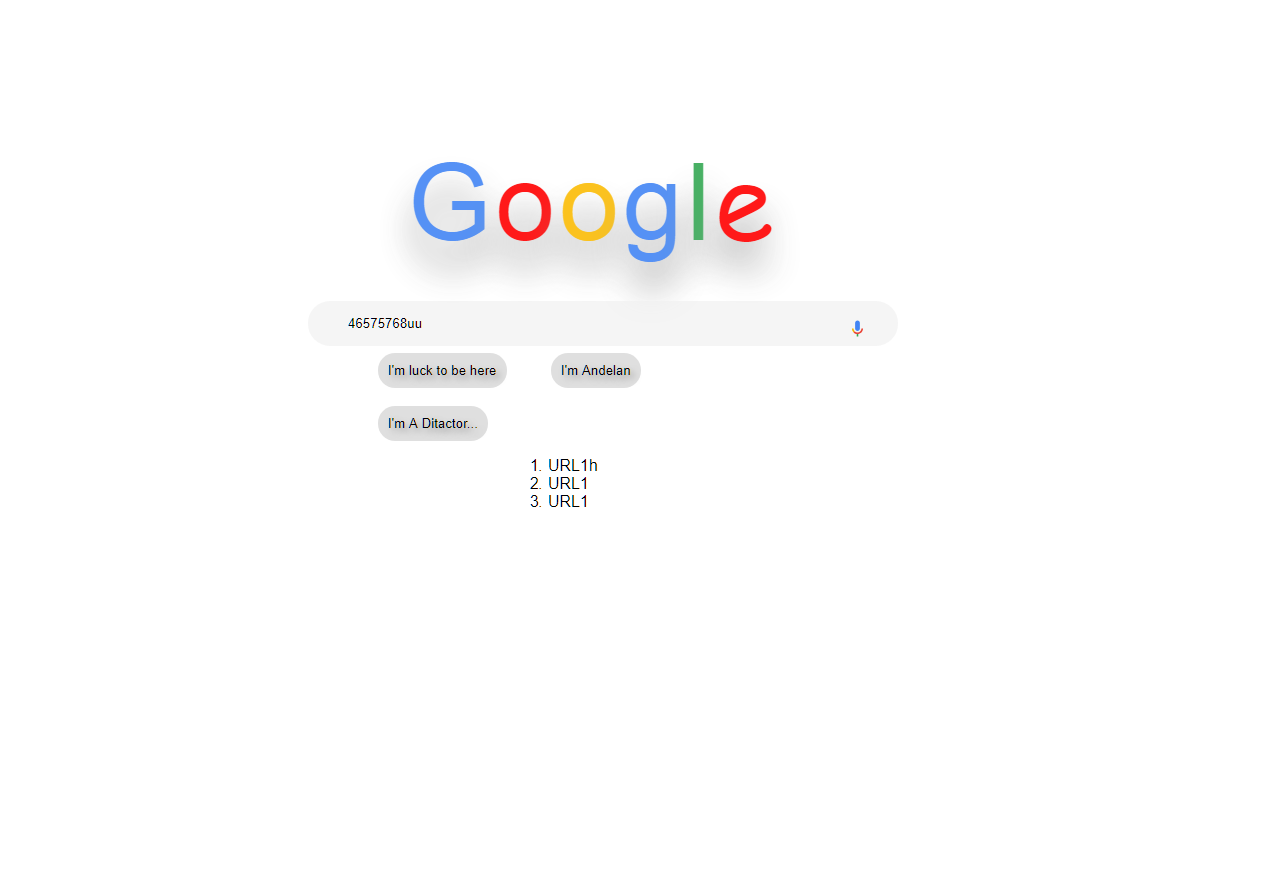 Google
46575768uu
I'm luck to be here I'm Andelan
I'm A Ditactor...
1. URL1h
2. URL1
3. URL1